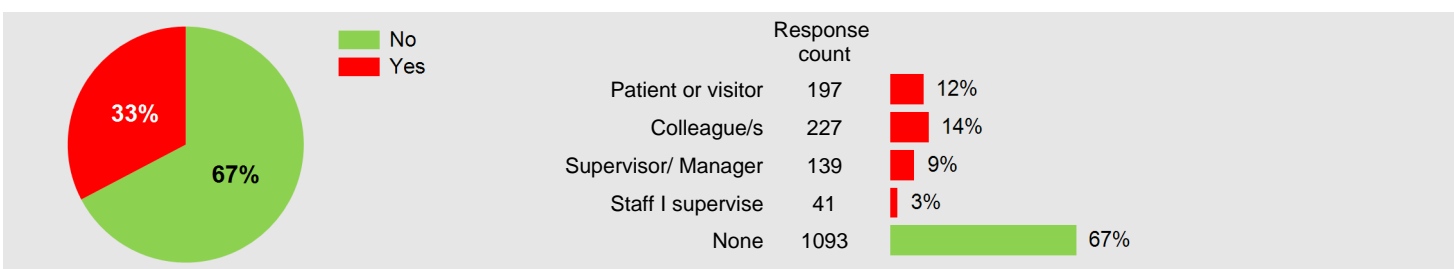 No
Yes
33%
67%
Response
count
Patient or visitor 197 12%
Colleague/s 227 14%
Supervisor/ Manager 139 9%
Staff I supervise 41 3%
None 1093 67%